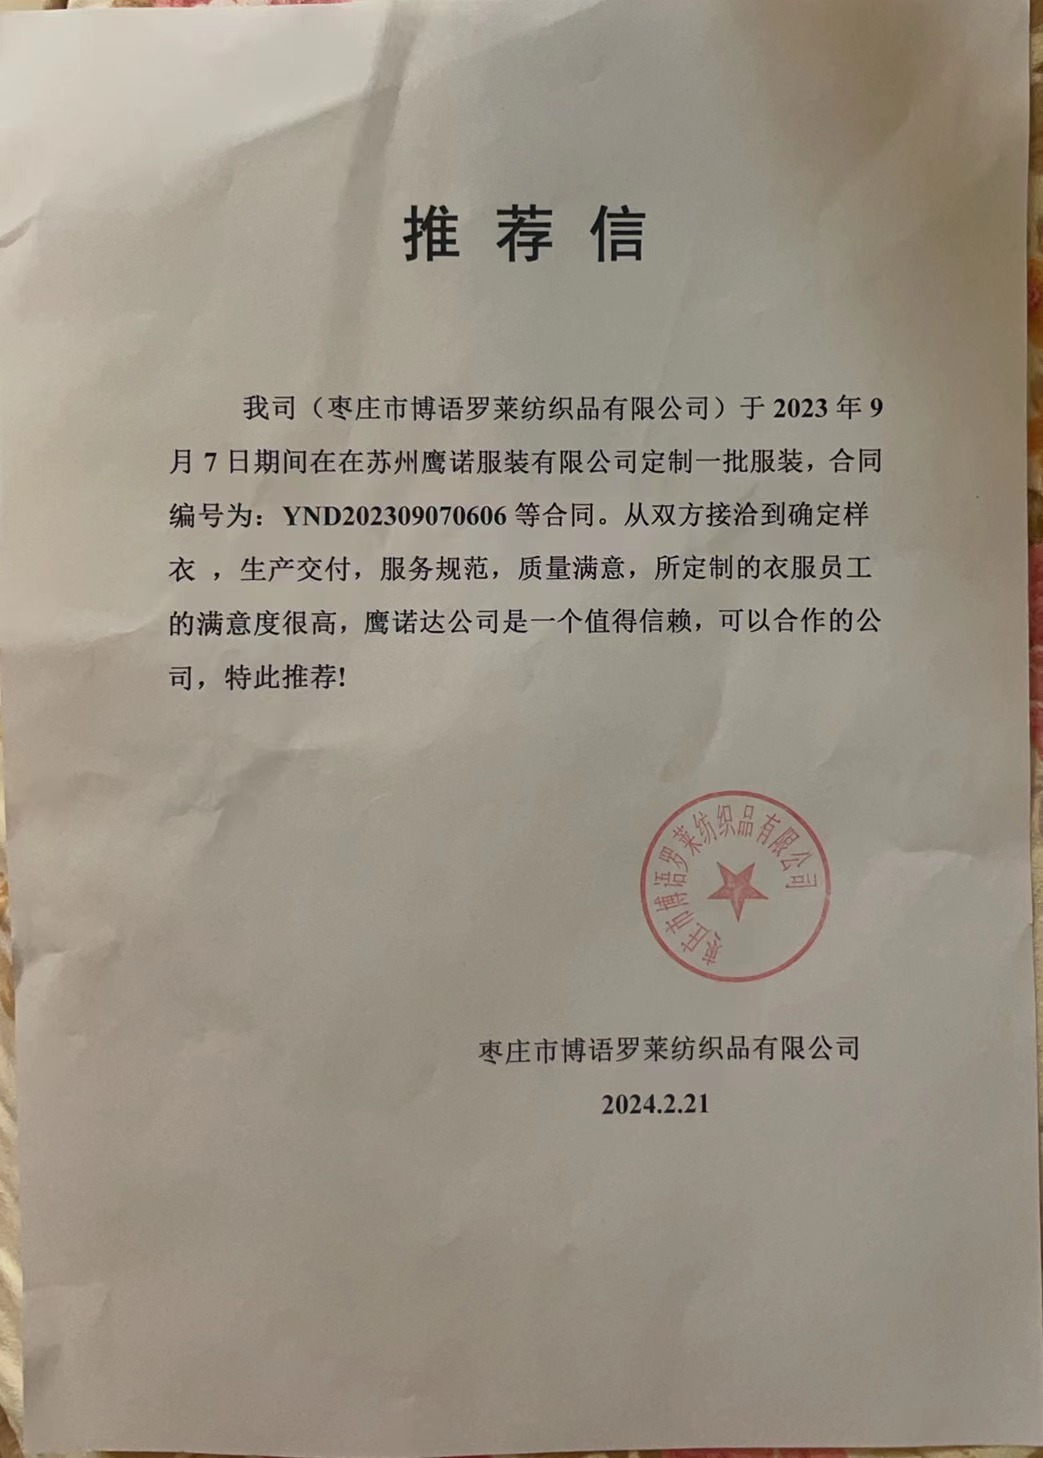 推荐信
我司（枣庄市博语罗莱纺织品有限公司）于 2023 年 9
月 7 日期间在在苏州鹰诺服装有限公司定制一批服装，合同
编号为：YND202309070606 等合同。从双方接洽到确定样
衣 ，生产交付，服务规范，质量满意，所定制的衣服员工
的满意度很高，鹰诺达公司是一个值得信赖，可以合作的公
司，特此推荐!
枣庄市博语罗莱纺织品有限公司
枣庄市博语罗莱纺织品有限公司
2024.2.21